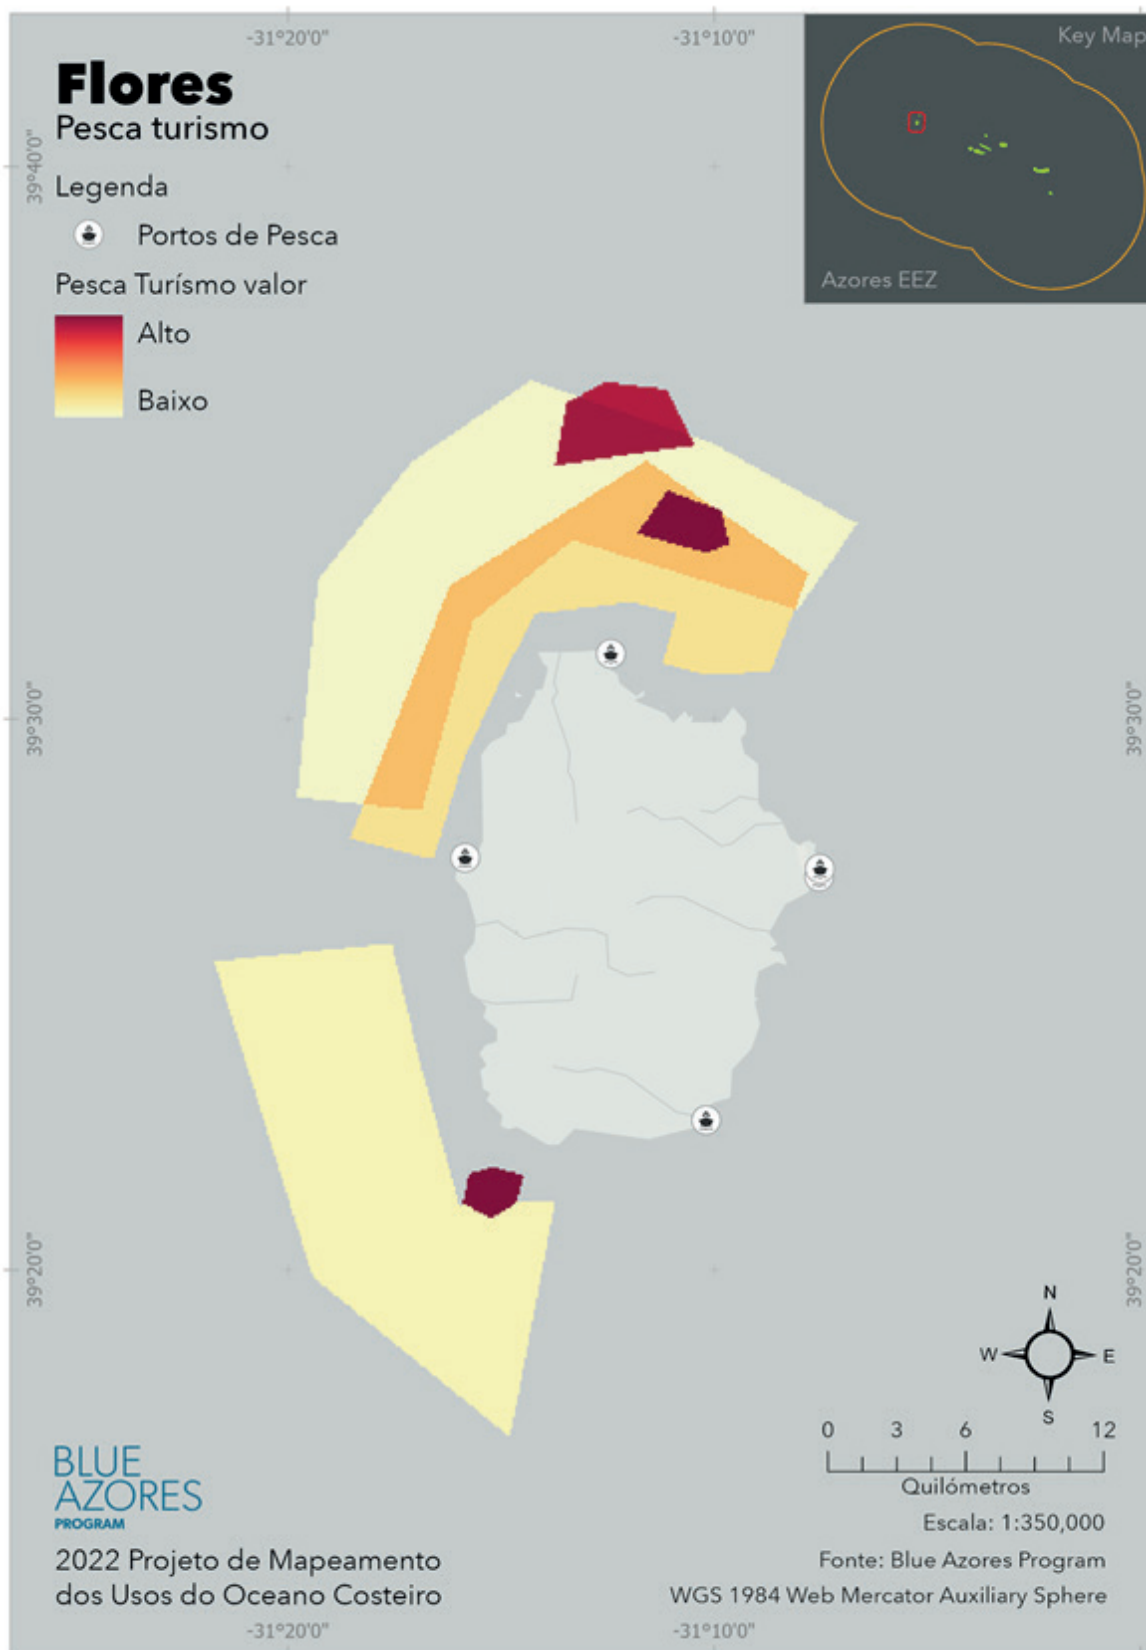 -31°20'0"
-31°10'0"
Key Map
Flores
Pesca turismo
39°40'0"
Legenda
Portos de Pesca
Pesca Turísmo valor
Alto
Baixo
Azores EEZ
39°30'0"
39°30'0"
39°20'0"
39°20'0"
N
W
E
S
0 3 6 12
Quilómetros
BLUE
AZORES
PROGRAM
Escala: 1:350,000
2022 Projeto de Mapeamento
dos Usos do Oceano Costeiro
Fonte: Blue Azores Program
WGS 1984 Web Mercator Auxiliary Sphere
-31°20'0"
-31°10'0"